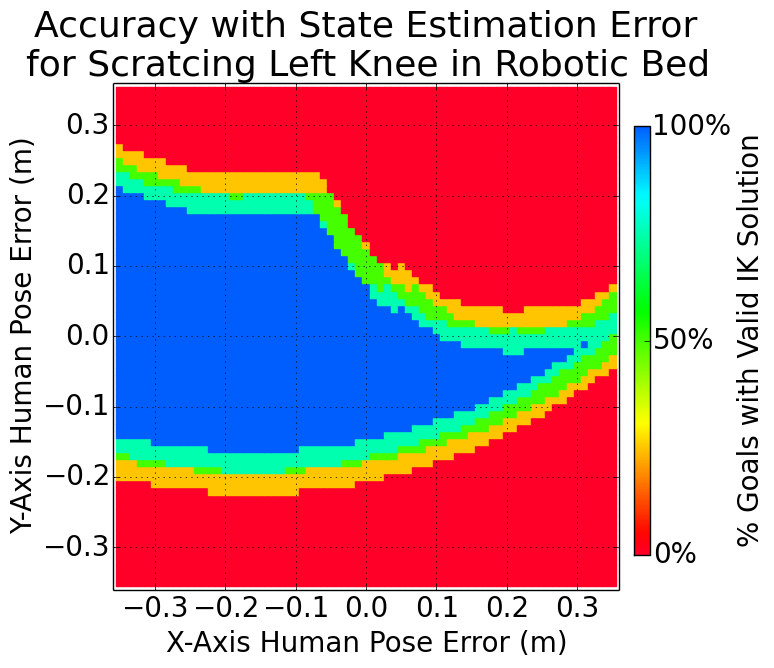 Accuracy with State Estimation Error
for Scratcing Left Knee in Robotic Bed
Y-Axis Human Pose Error (m)
0.3
0.2
0.1
0.0
−0.1
−0.2
−0.3
−0.3 −0.2 −0.1 0.0 0.1 0.2 0.3
X-Axis Human Pose Error (m)
100%
50%
0%
% Goals with Valid IK Solution